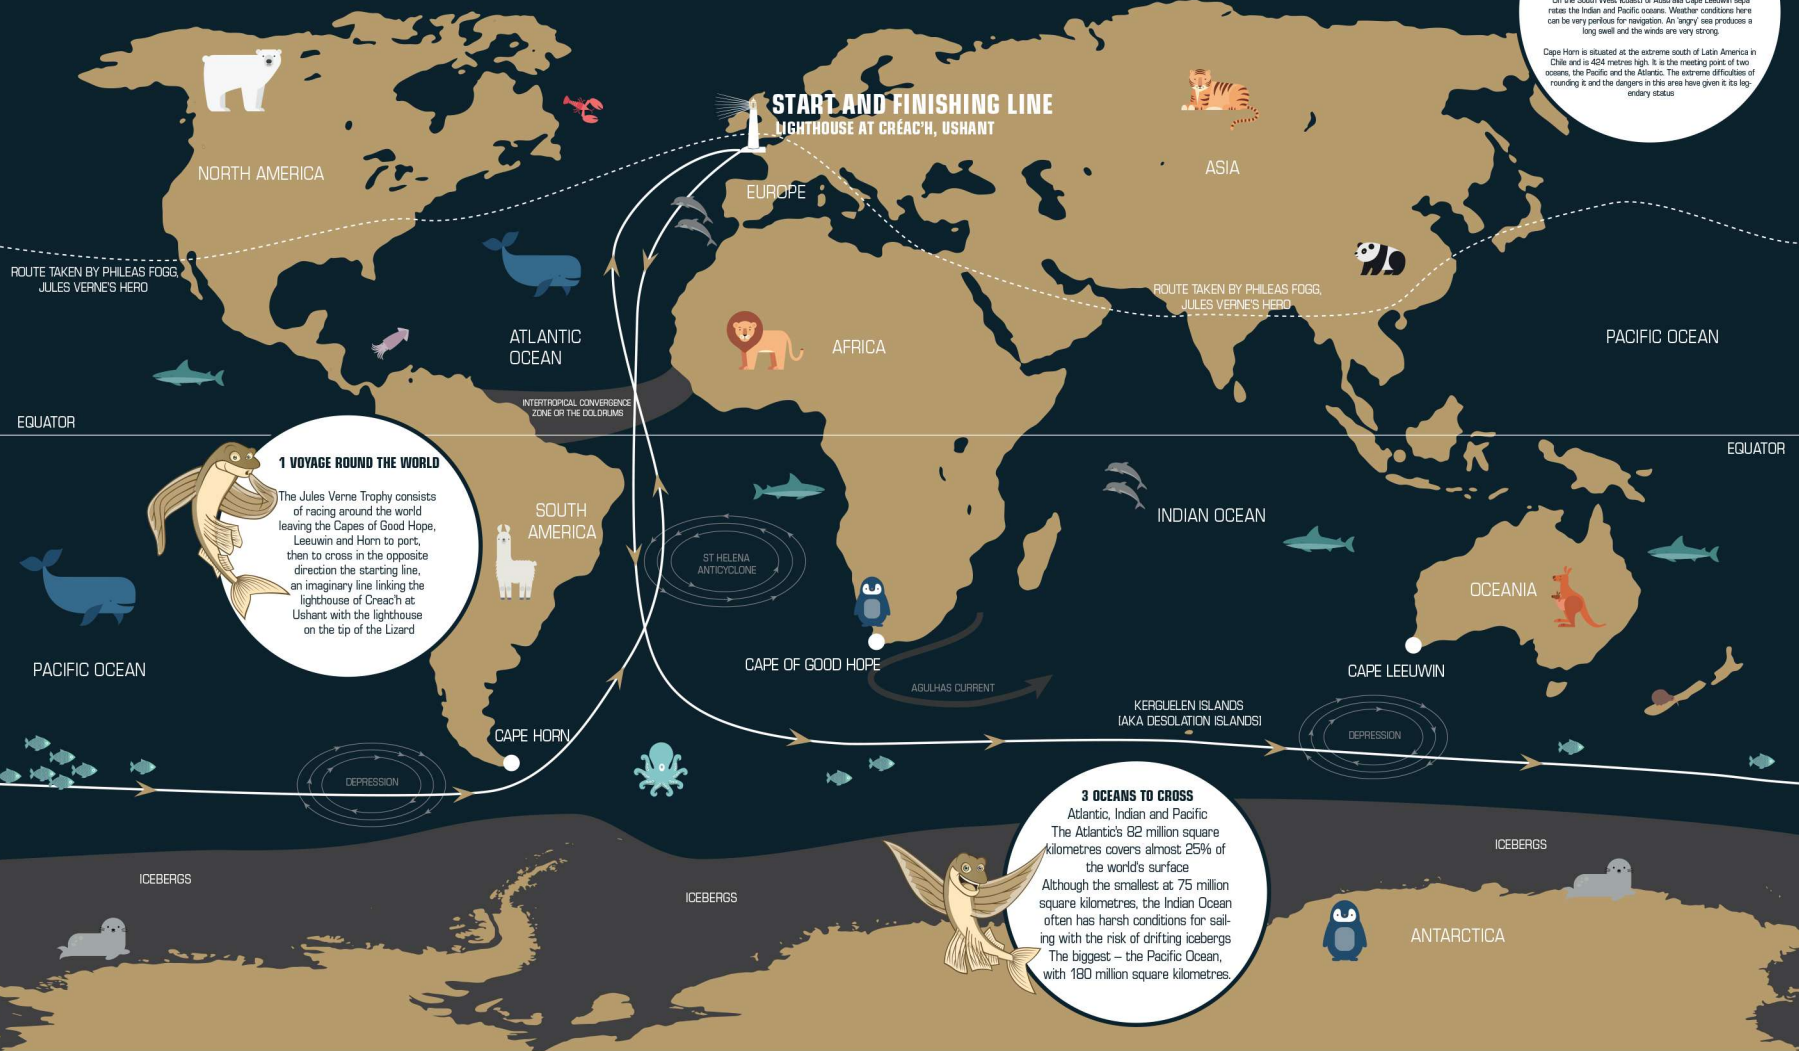 On the South West (coast) of Australia Cape Leeuwin sepa
rates the Indian and Pacific oceans. Weather conditions here
can be very perilous for navigation. An 'angry' sea produces a
long swell and the winds are very strong.
Cape Horn is situated at the extreme south of Latin America in
Chile and is 424 metres high. It is the meeting point of two
oceans, the Pacific and the Atlantic. The extreme difficulties of
rounding it and the dangers in this area have given it its leg-
endary status
START AND FINISHING LINE
LIGHTHOUSE AT CRÉAC'H, USHANT
NORTH AMERICA
EUROPE
ASIA
ROUTE TAKEN BY PHILEAS FOGG,
JULES VERNE'S HERO
ROUTE TAKEN BY PHILEAS FOGG,
JULES VERNE'S HERO
ATLANTIC
OCEAN
AFRICA
PACIFIC OCEAN
INTERTROPICAL CONVERGENCE
ZONE OR THE DOLDRUMS
EQUATOR
EQUATOR
1 VOYAGE ROUND THE WORLD
The Jules Verne Trophy consists
of racing around the world
leaving the Capes of Good Hope,
Leeuwin and Horn to port,
then to cross in the opposite
direction the starting line,
an imaginary line linking the
lighthouse of Creac'h at
Ushant with the lighthouse
on the tip of the Lizard
SOUTH
AMERICA
INDIAN OCEAN
ST HELENA
ANTICYCLONE
OCEANIA
PACIFIC OCEAN
CAPE OF GOOD HOPE
CAPE LEEUWIN
AGULHAS CURRENT
KERGUELEN ISLANDS
(AKA DESOLATION ISLANDS)
CAPE HORN
DEPRESSION
DEPRESSION
3 OCEANS TO CROSS
Atlantic, Indian and Pacific
The Atlantic's 82 million square
kilometres covers almost 25% of
the world's surface
Although the smallest at 75 million
square kilometres, the Indian Ocean
often has harsh conditions for sail-
ing with the risk of drifting icebergs
The biggest – the Pacific Ocean,
with 180 million square kilometres.
ICEBERGS
ICEBERGS
ICEBERGS
ANTARCTICA